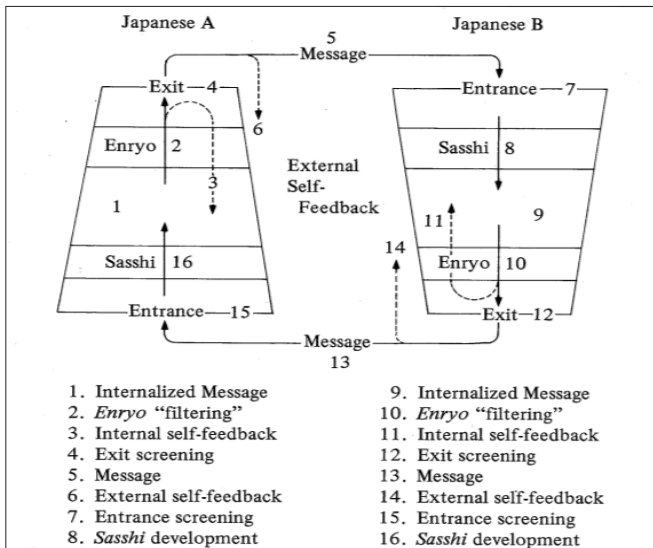 Japanese A
Japanese B
5
Message
Exit—4
Entrance—7
6
Enryo 2
Sasshi 8
3
External
Self-
Feedback
1
11
9
14
Sasshi 16
Enryo 10
Entrance—15
Exit—12
Message
13
1. Internalized Message
2. Enryo “filtering”
3. Internal self-feedback
4. Exit screening
5. Message
6. External self-feedback
7. Entrance screening
8. Sasshi development
9. Internalized Message
10. Enryo “filtering”
11. Internal self-feedback
12. Exit screening
13. Message
14. External self-feedback
15. Entrance screening
16. Sasshi development